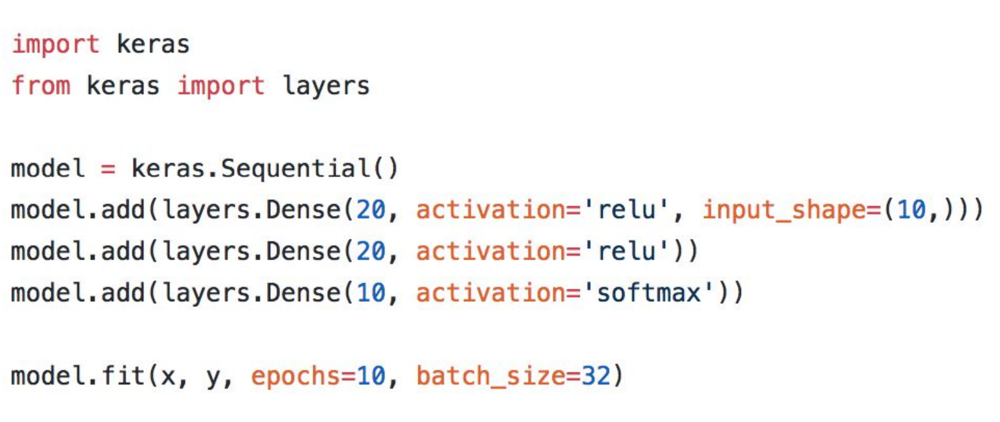 import keras
from keras import layers
model = keras.Sequential()
model.add(layers.Dense(20, activation='relu', input_shape=(10,)))
model.add(layers.Dense(20, activation='relu'))
model.add(layers.Dense(10, activation='softmax'))
model.fit(x, y, epochs=10, batch_size=32)